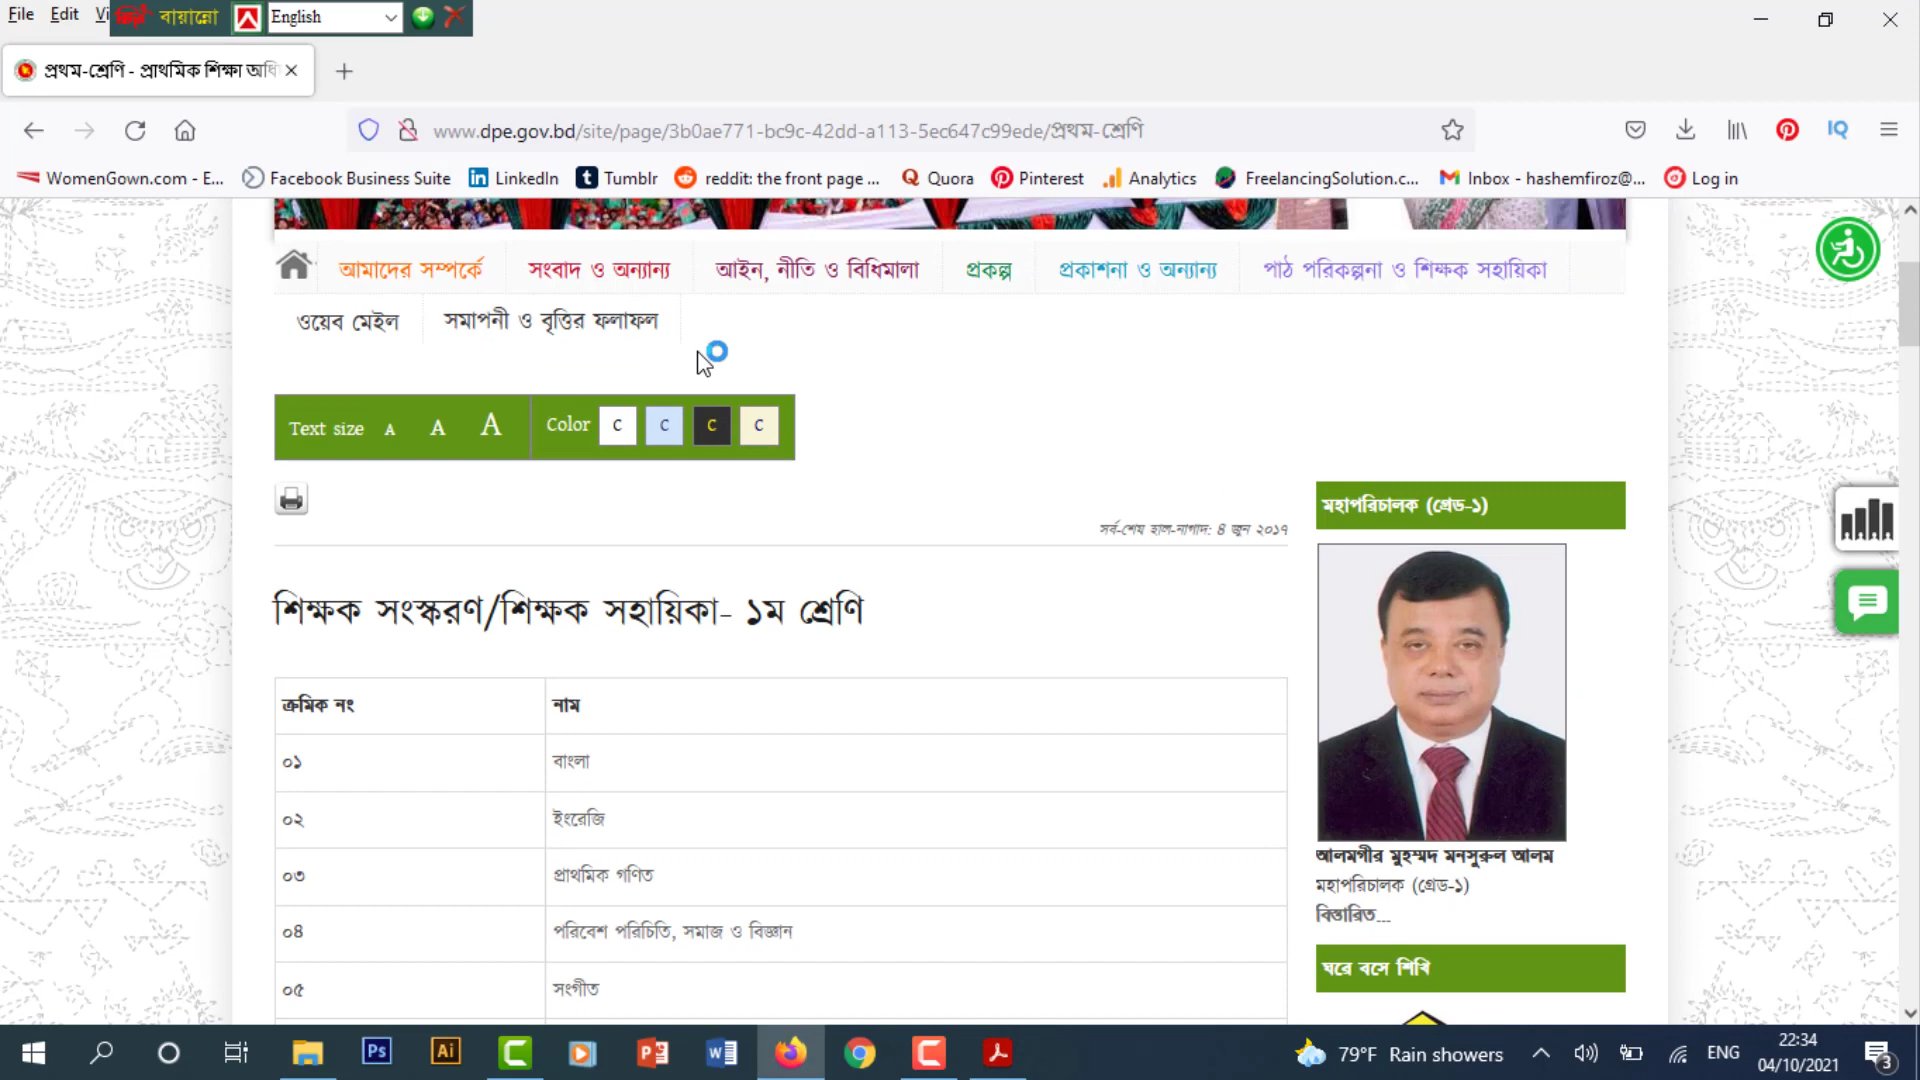 File Edit Vi বায়ান্নো English
প্রথম-শ্রেণি - প্রাথমিক শিক্ষা অধি
www.dpe.gov.bd/site/page/3b0ae771-bc9c-42dd-a113-5ec647c99ede/প্রথম-শ্রেণি
WomenGown.com - E... Facebook Business Suite LinkedIn Tumblr reddit: the front page ... Quora Pinterest Analytics FreelancingSolution.c... Inbox - hashemfiroz@... Log in
আমাদের সম্পর্কে সংবাদ ও অন্যান্য আইন, নীতি ও বিধিমালা প্রকল্প প্রকাশনা ও অন্যান্য পাঠ পরিকল্পনা ও শিক্ষক সহায়িকা
ওয়েব মেইল সমাপনী ও বৃত্তির ফলাফল
Text size A A A Color C C C C
সর্ব-শেষ হাল-নাগাদ: ৪ জুন ২০১৭
শিক্ষক সংস্করণ/শিক্ষক সহায়িকা- ১ম শ্রেণি
ক্রমিক নং নাম
০১ বাংলা
০২ ইংরেজি
০৩ প্রাথমিক গণিত
০৪ পরিবেশ পরিচিতি, সমাজ ও বিজ্ঞান
০৫ সংগীত
মহাপরিচালক (গ্রেড-১)
আলমগীর মুহম্মদ মনসুরুল আলম
মহাপরিচালক (গ্রেড-১)
বিস্তারিত...
ঘরে বসে শিখি
IQ
Ps Ai 79°F Rain showers ENG 22:34
04/10/2021 3